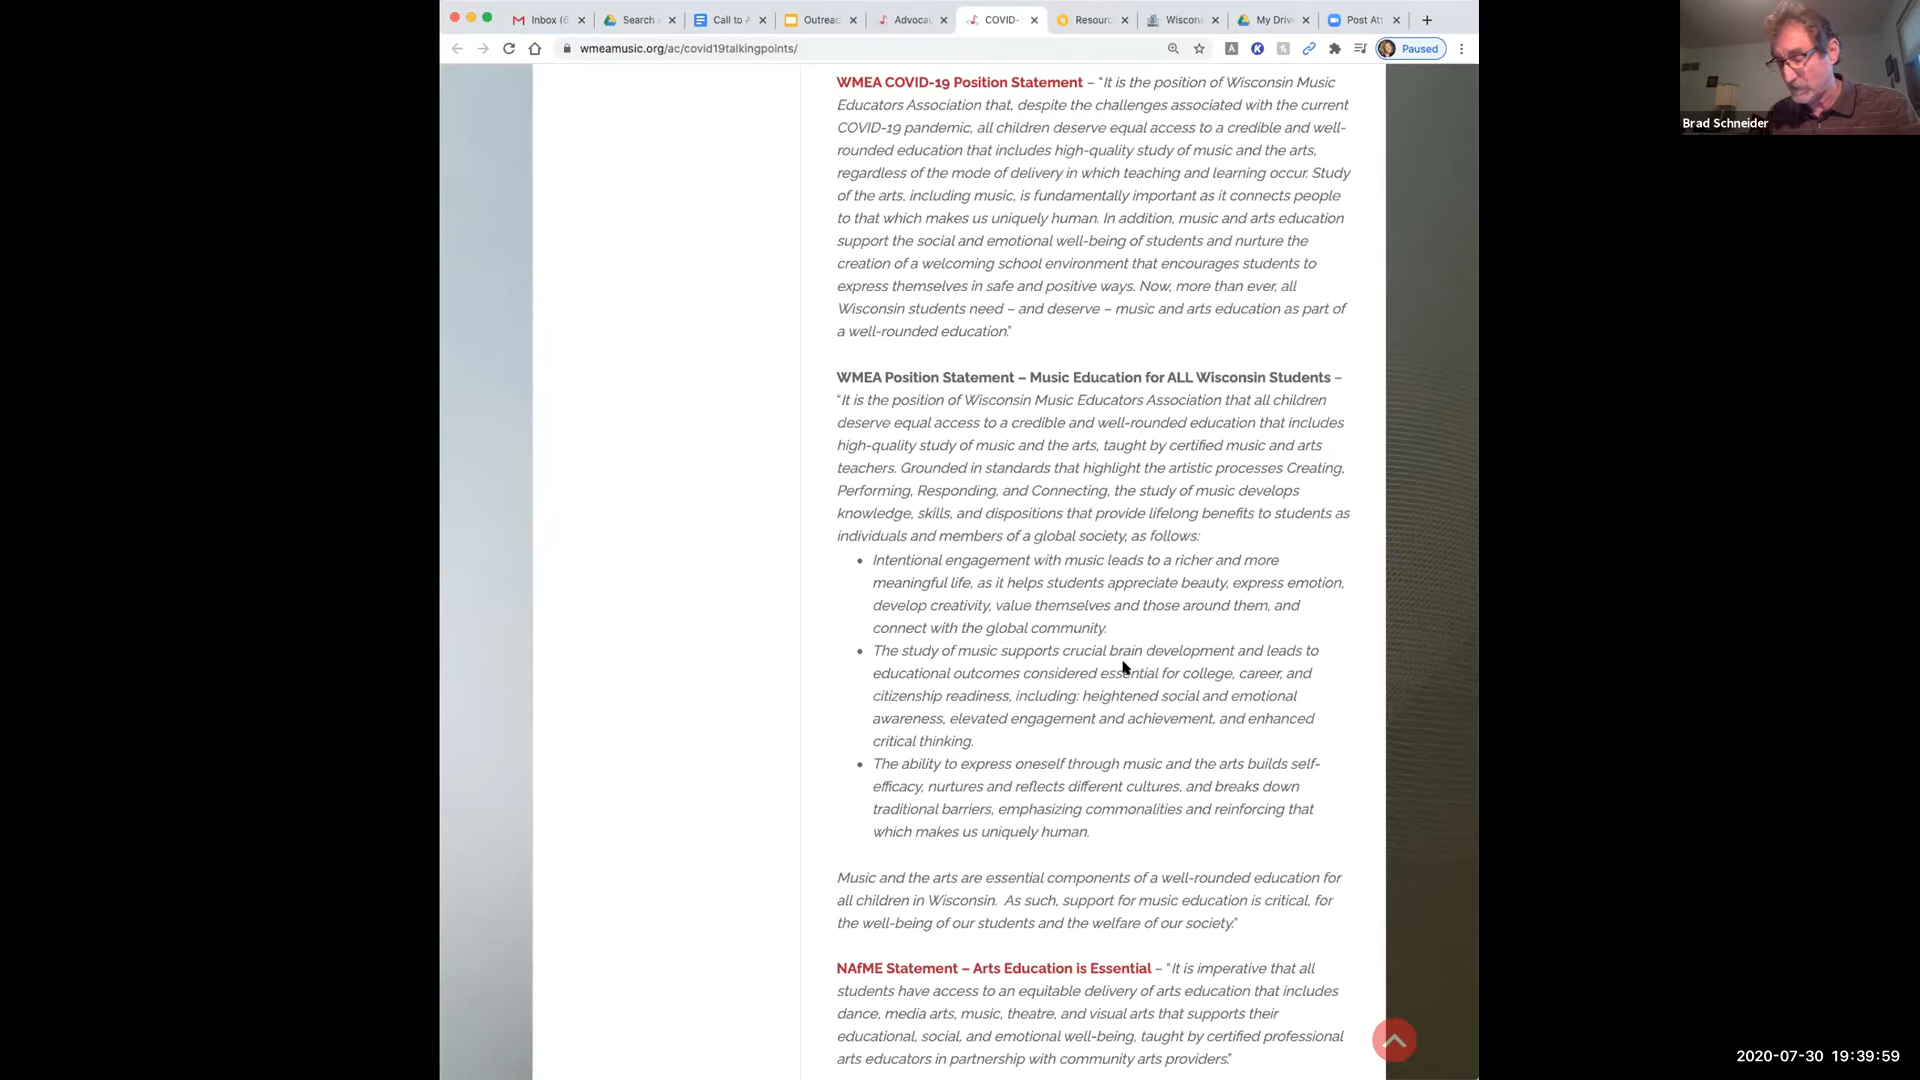 Inbox (6
Search
Call to A
Outreac
Advocac
COVID-
Resourc
Wiscon
My Driv
Post Att
wmeamusic.org/ac/covid19talkingpoints/
Paused
Brad Schneider
WMEA COVID-19 Position Statement – “It is the position of Wisconsin Music
Educators Association that, despite the challenges associated with the current
COVID-19 pandemic, all children deserve equal access to a credible and well-
rounded education that includes high-quality study of music and the arts,
regardless of the mode of delivery in which teaching and learning occur. Study
of the arts, including music, is fundamentally important as it connects people
to that which makes us uniquely human. In addition, music and arts education
support the social and emotional well-being of students and nurture the
creation of a welcoming school environment that encourages students to
express themselves in safe and positive ways. Now, more than ever, all
Wisconsin students need – and deserve – music and arts education as part of
a well-rounded education.”
WMEA Position Statement – Music Education for ALL Wisconsin Students –
“It is the position of Wisconsin Music Educators Association that all children
deserve equal access to a credible and well-rounded education that includes
high-quality study of music and the arts, taught by certified music and arts
teachers. Grounded in standards that highlight the artistic processes Creating,
Performing, Responding, and Connecting, the study of music develops
knowledge, skills, and dispositions that provide lifelong benefits to students as
individuals and members of a global society, as follows:
• Intentional engagement with music leads to a richer and more
meaningful life, as it helps students appreciate beauty, express emotion,
develop creativity, value themselves and those around them, and
connect with the global community.
• The study of music supports crucial brain development and leads to
educational outcomes considered essential for college, career, and
citizenship readiness, including: heightened social and emotional
awareness, elevated engagement and achievement, and enhanced
critical thinking.
• The ability to express oneself through music and the arts builds self-
efficacy, nurtures and reflects different cultures, and breaks down
traditional barriers, emphasizing commonalities and reinforcing that
which makes us uniquely human.
Music and the arts are essential components of a well-rounded education for
all children in Wisconsin. As such, support for music education is critical, for
the well-being of our students and the welfare of our society.”
NAfME Statement – Arts Education is Essential – “It is imperative that all
students have access to an equitable delivery of arts education that includes
dance, media arts, music, theatre, and visual arts that supports their
educational, social, and emotional well-being, taught by certified professional
arts educators in partnership with community arts providers.”
2020-07-30 19:39:59